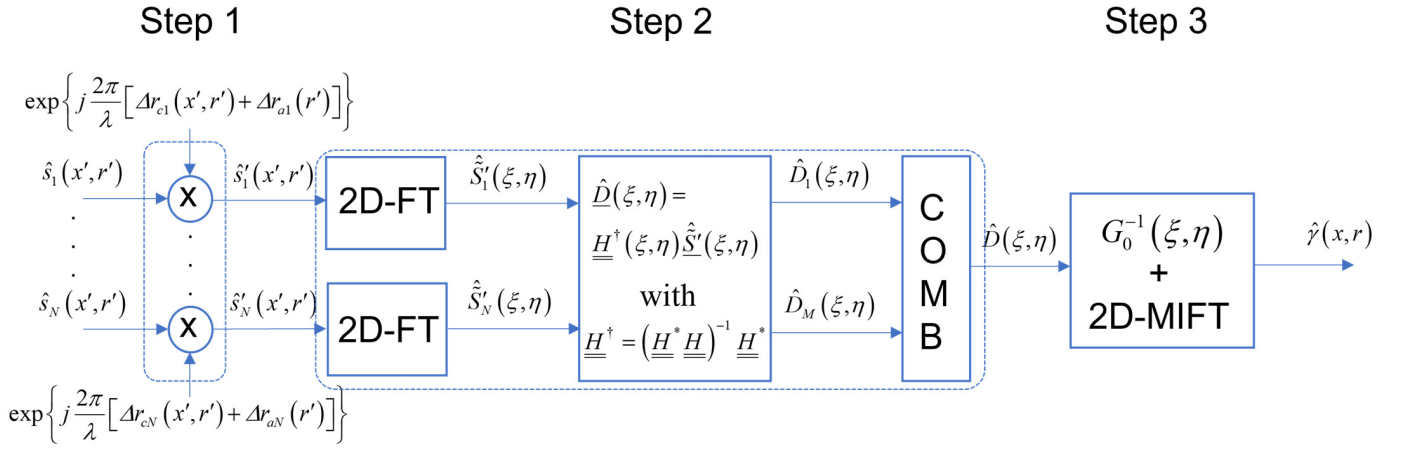 Step 1
Step 2
Step 3
exp{j 2π/λ [Δr_c1(x′,r′)+Δr_a1(r′)]}
ŝ_1(x′,r′)
X
ŝ′_1(x′,r′)
2D-FT
S̃̂′_1(ξ,η)
D̂(ξ,η) =
H†(ξ,η)S̃̂′(ξ,η)
with
H† = (H* H)⁻¹ H*
D̂_1(ξ,η)
C
O
M
B
D̂(ξ,η)
G_0⁻¹(ξ,η)
+
2D-MIFT
γ̂(x,r)
ŝ_N(x′,r′)
X
ŝ′_N(x′,r′)
2D-FT
S̃̂′_N(ξ,η)
D̂_M(ξ,η)
exp{j 2π/λ [Δr_cN(x′,r′)+Δr_aN(r′)]}